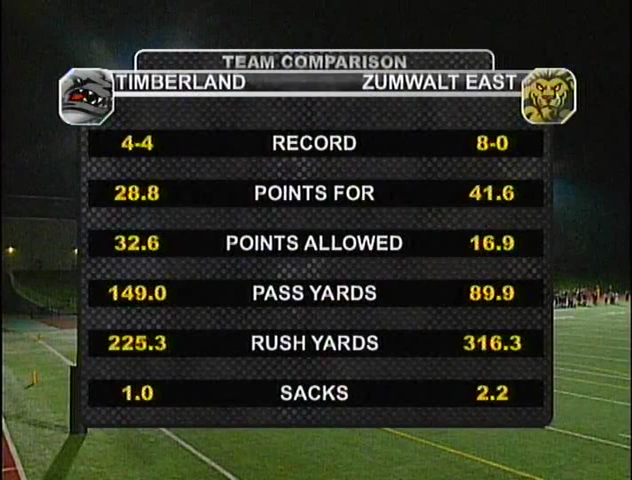 TEAM COMPARISON
TIMBERLAND ZUMWALT EAST
4-4 RECORD 8-0
28.8 POINTS FOR 41.6
32.6 POINTS ALLOWED 16.9
149.0 PASS YARDS 89.9
225.3 RUSH YARDS 316.3
1.0 SACKS 2.2